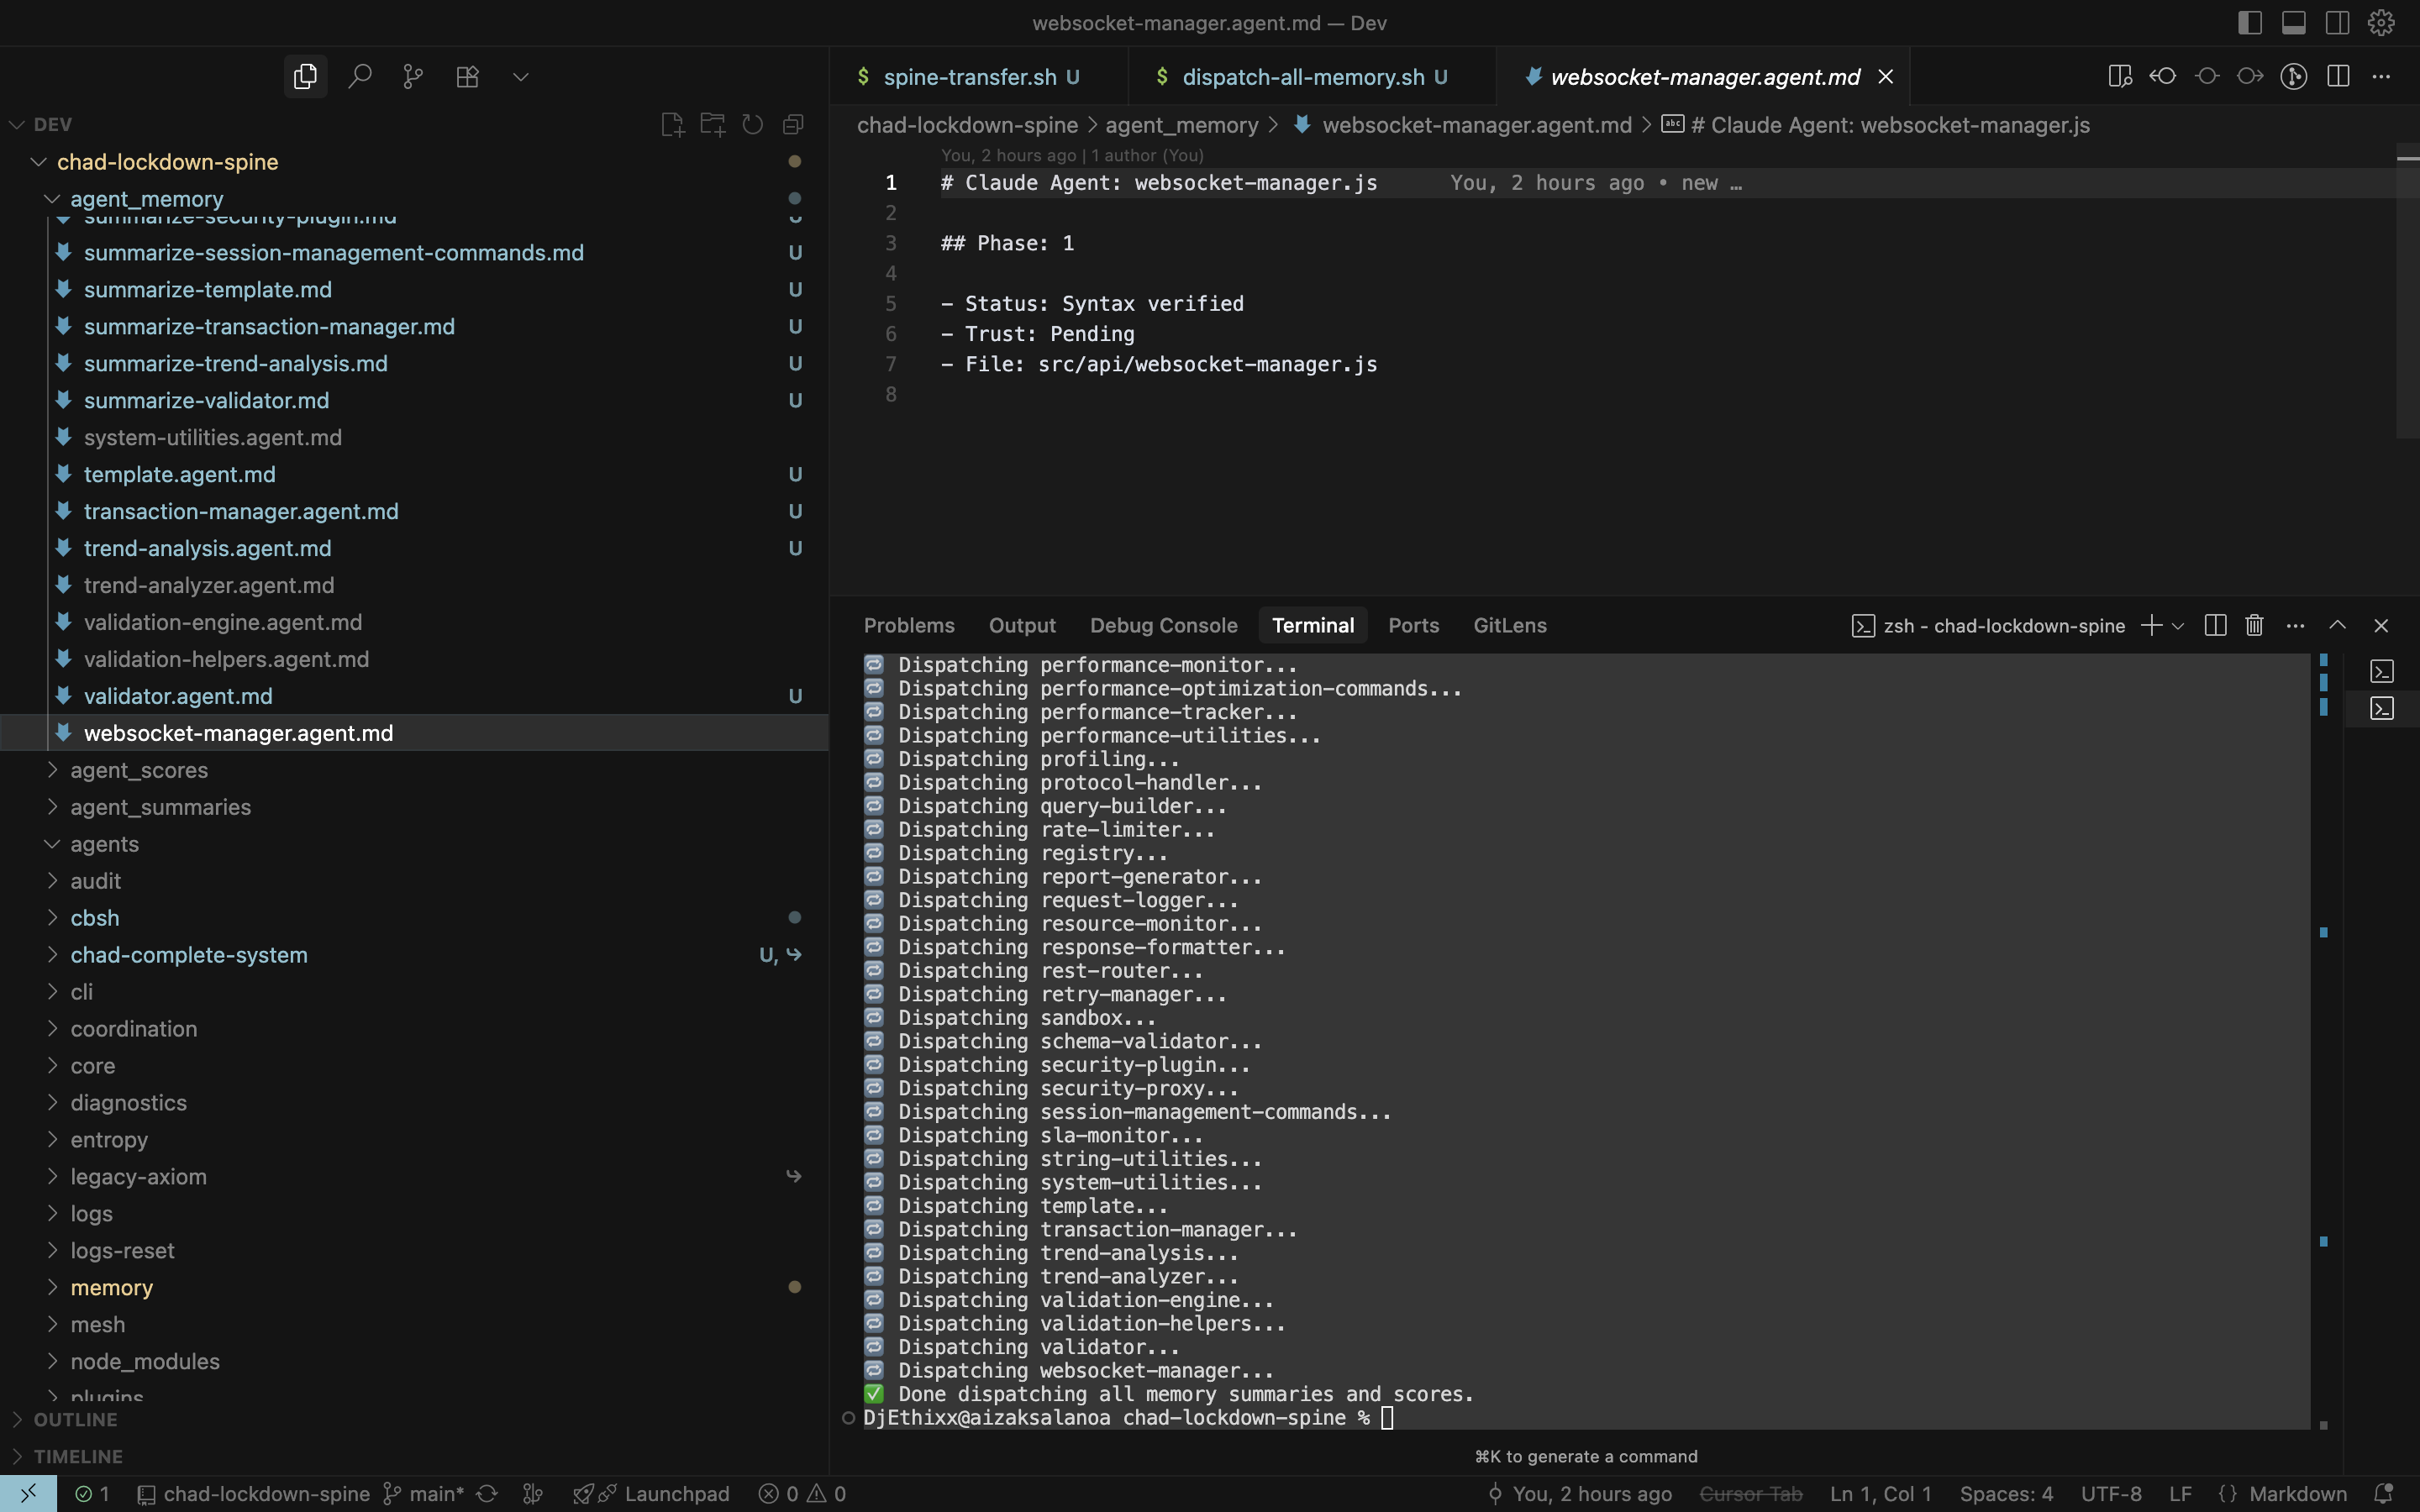 websocket-manager.agent.md — Dev
$ spine-transfer.sh U
$ dispatch-all-memory.sh U
websocket-manager.agent.md
DEV
chad-lockdown-spine
agent_memory
summarize-security-plugin.md U
summarize-session-management-commands.md U
summarize-template.md U
summarize-transaction-manager.md U
summarize-trend-analysis.md U
summarize-validator.md U
system-utilities.agent.md
template.agent.md U
transaction-manager.agent.md U
trend-analysis.agent.md U
trend-analyzer.agent.md
validation-engine.agent.md
validation-helpers.agent.md
validator.agent.md U
websocket-manager.agent.md
agent_scores
agent_summaries
agents
audit
cbsh
chad-complete-system U,
cli
coordination
core
diagnostics
entropy
legacy-axiom
logs
logs-reset
memory
mesh
node_modules
plugins
OUTLINE
TIMELINE
chad-lockdown-spine > agent_memory > websocket-manager.agent.md > abc # Claude Agent: websocket-manager.js
You, 2 hours ago | 1 author (You)
1 # Claude Agent: websocket-manager.js You, 2 hours ago • new …
2
3 ## Phase: 1
4
5 - Status: Syntax verified
6 - Trust: Pending
7 - File: src/api/websocket-manager.js
8
Problems Output Debug Console Terminal Ports GitLens
zsh - chad-lockdown-spine
Dispatching performance-monitor...
Dispatching performance-optimization-commands...
Dispatching performance-tracker...
Dispatching performance-utilities...
Dispatching profiling...
Dispatching protocol-handler...
Dispatching query-builder...
Dispatching rate-limiter...
Dispatching registry...
Dispatching report-generator...
Dispatching request-logger...
Dispatching resource-monitor...
Dispatching response-formatter...
Dispatching rest-router...
Dispatching retry-manager...
Dispatching sandbox...
Dispatching schema-validator...
Dispatching security-plugin...
Dispatching security-proxy...
Dispatching session-management-commands...
Dispatching sla-monitor...
Dispatching string-utilities...
Dispatching system-utilities...
Dispatching template...
Dispatching transaction-manager...
Dispatching trend-analysis...
Dispatching trend-analyzer...
Dispatching validation-engine...
Dispatching validation-helpers...
Dispatching validator...
Dispatching websocket-manager...
✅ Done dispatching all memory summaries and scores.
DjEthixx@aizaksalanoa chad-lockdown-spine %
⌘K to generate a command
1 chad-lockdown-spine main* Launchpad 0 0
You, 2 hours ago Cursor Tab Ln 1, Col 1 Spaces: 4 UTF-8 LF {} Markdown